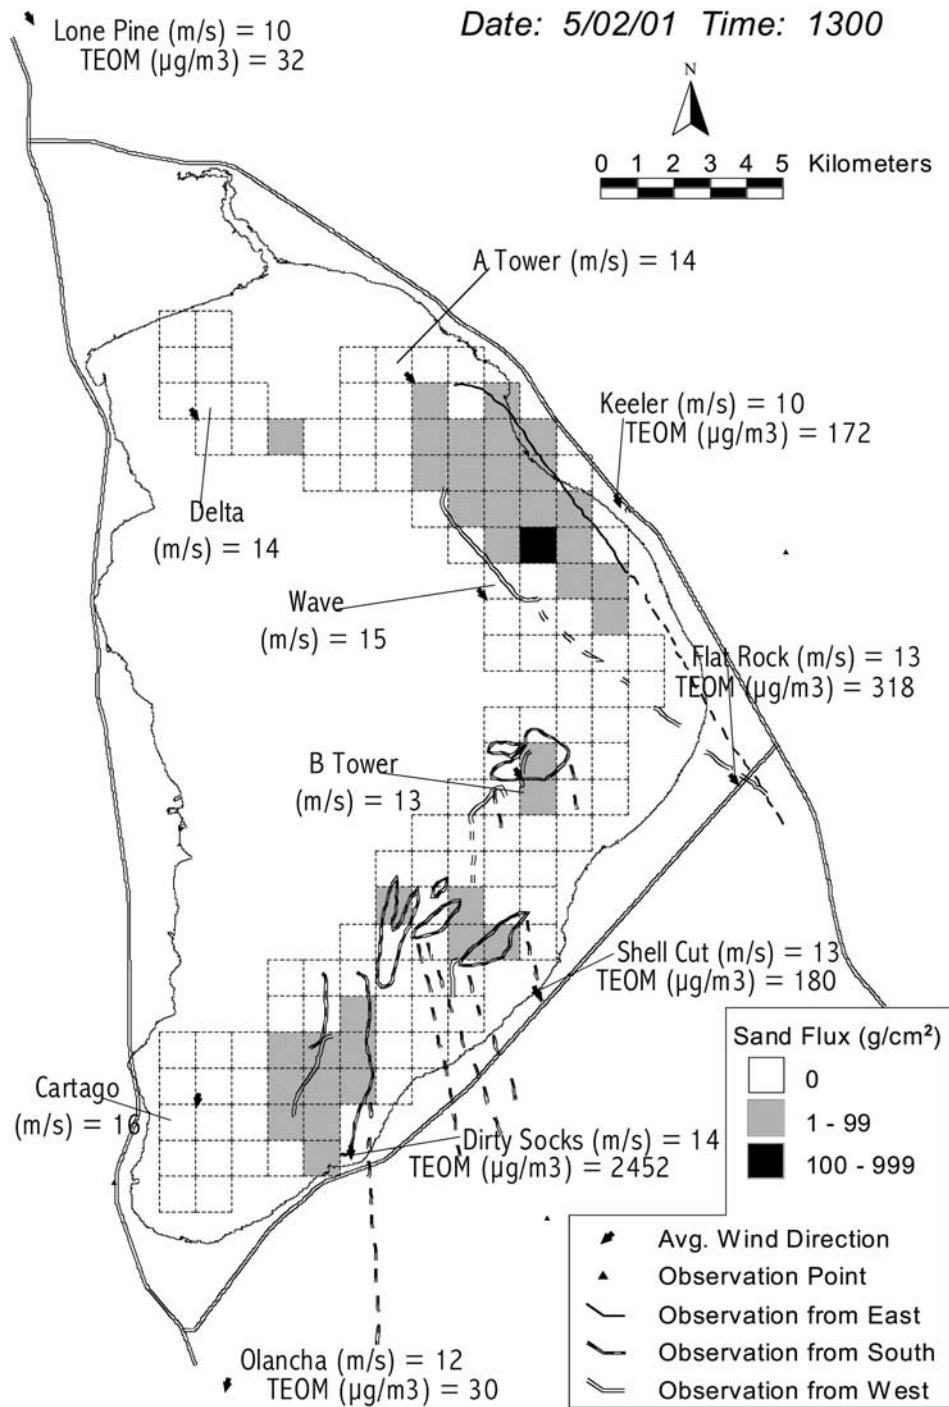 Date: 5/02/01 Time: 1300
Lone Pine (m/s) = 10
TEOM (µg/m3) = 32
N
0 1 2 3 4 5 Kilometers
A Tower (m/s) = 14
Keeler (m/s) = 10
TEOM (µg/m3) = 172
Delta
(m/s) = 14
Wave
(m/s) = 15
Flat Rock (m/s) = 13
TEOM (µg/m3) = 318
B Tower
(m/s) = 13
Shell Cut (m/s) = 13
TEOM (µg/m3) = 180
Cartago
(m/s) = 16
Dirty Socks (m/s) = 14
TEOM (µg/m3) = 2452
Olancha (m/s) = 12
TEOM (µg/m3) = 30
Sand Flux (g/cm²)
0
1 - 99
100 - 999
Avg. Wind Direction
Observation Point
Observation from East
Observation from South
Observation from West